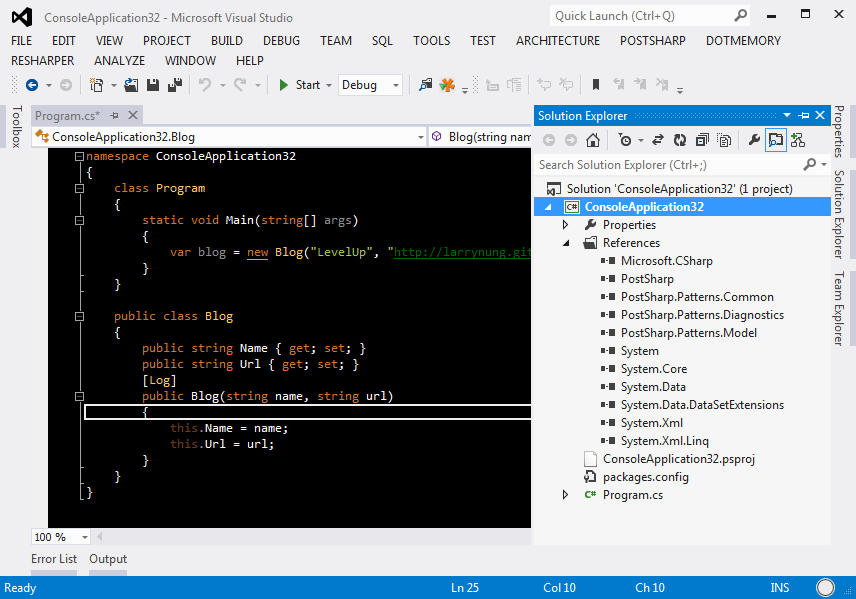 ConsoleApplication32 - Microsoft Visual Studio
Quick Launch (Ctrl+Q)
FILE EDIT VIEW PROJECT BUILD DEBUG TEAM SQL TOOLS TEST ARCHITECTURE POSTSHARP DOTMEMORY
RESHARPER ANALYZE WINDOW HELP
Start Debug
Toolbox
Program.cs*
ConsoleApplication32.Blog
Blog(string nam
namespace ConsoleApplication32
{
class Program
{
static void Main(string[] args)
{
var blog = new Blog("LevelUp", "http://larrynung.git
}
}
public class Blog
{
public string Name { get; set; }
public string Url { get; set; }
[Log]
public Blog(string name, string url)
{
this.Name = name;
this.Url = url;
}
}
}
100 %
Solution Explorer
Search Solution Explorer (Ctrl+;)
Solution 'ConsoleApplication32' (1 project)
C# ConsoleApplication32
Properties
References
Microsoft.CSharp
PostSharp
PostSharp.Patterns.Common
PostSharp.Patterns.Diagnostics
PostSharp.Patterns.Model
System
System.Core
System.Data
System.Data.DataSetExtensions
System.Xml
System.Xml.Linq
ConsoleApplication32.psproj
packages.config
C# Program.cs
Properties
Solution Explorer
Team Explorer
Error List Output
Ready Ln 25 Col 10 Ch 10 INS